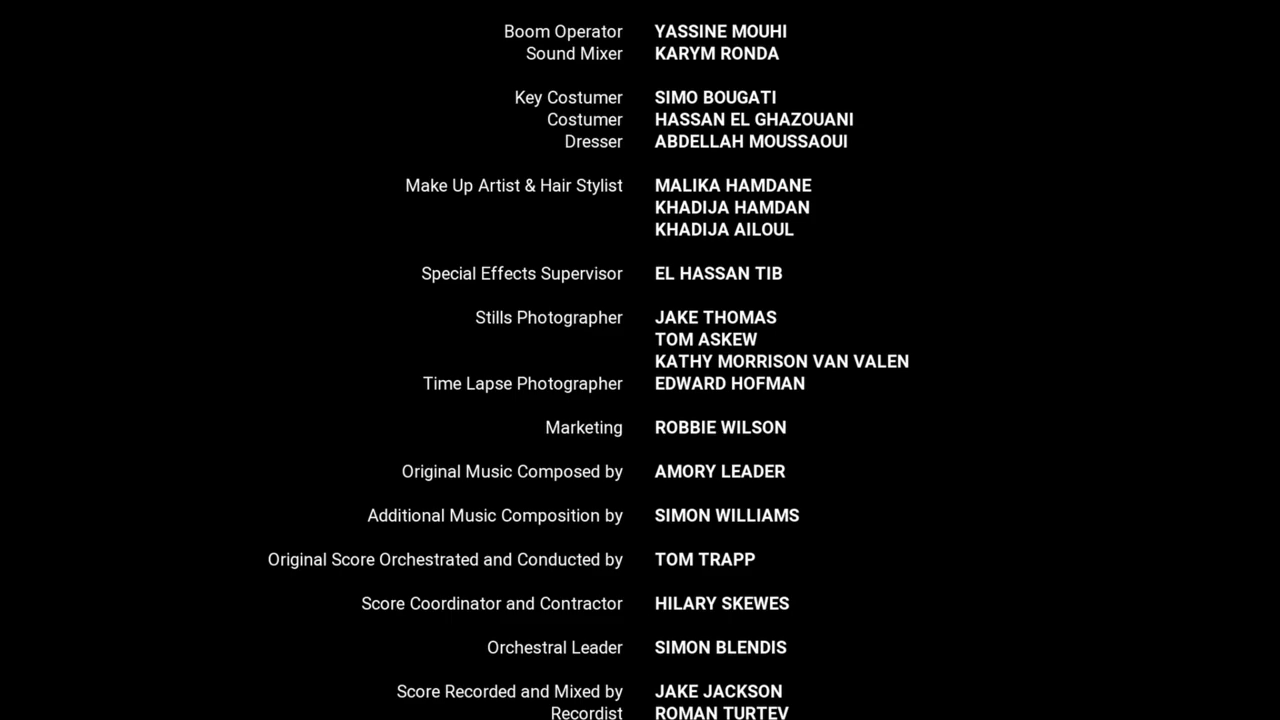 Boom Operator YASSINE MOUHI
Sound Mixer KARYM RONDA
Key Costumer SIMO BOUGATI
Costumer HASSAN EL GHAZOUANI
Dresser ABDELLAH MOUSSAOUI
Make Up Artist & Hair Stylist MALIKA HAMDANE
KHADIJA HAMDAN
KHADIJA AILOUL
Special Effects Supervisor EL HASSAN TIB
Stills Photographer JAKE THOMAS
TOM ASKEW
KATHY MORRISON VAN VALEN
Time Lapse Photographer EDWARD HOFMAN
Marketing ROBBIE WILSON
Original Music Composed by AMORY LEADER
Additional Music Composition by SIMON WILLIAMS
Original Score Orchestrated and Conducted by TOM TRAPP
Score Coordinator and Contractor HILARY SKEWES
Orchestral Leader SIMON BLENDIS
Score Recorded and Mixed by JAKE JACKSON
Recordist ROMAN TURTEV